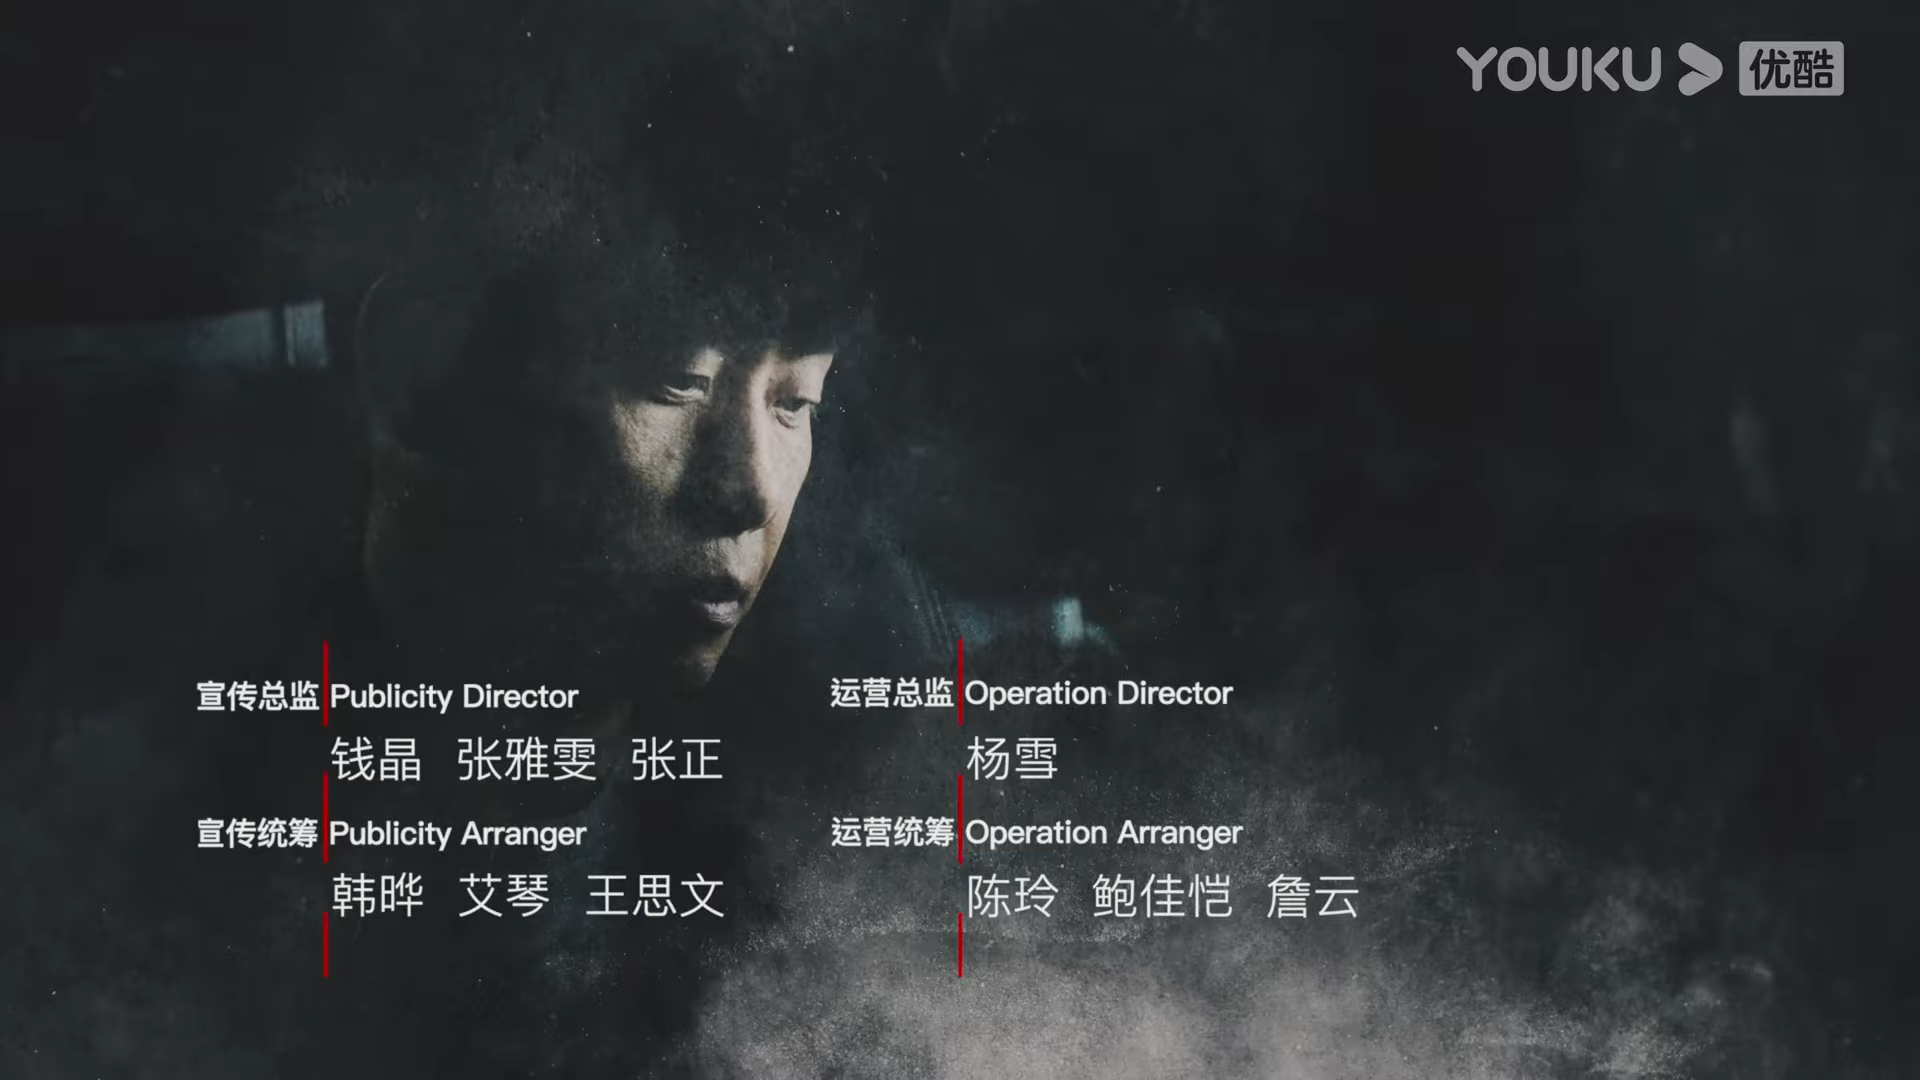 YOUKU 优酷
宣传总监 Publicity Director
钱晶 张雅雯 张正
宣传统筹 Publicity Arranger
韩晔 艾琴 王思文
运营总监 Operation Director
杨雪
运营统筹 Operation Arranger
陈玲 鲍佳恺 詹云